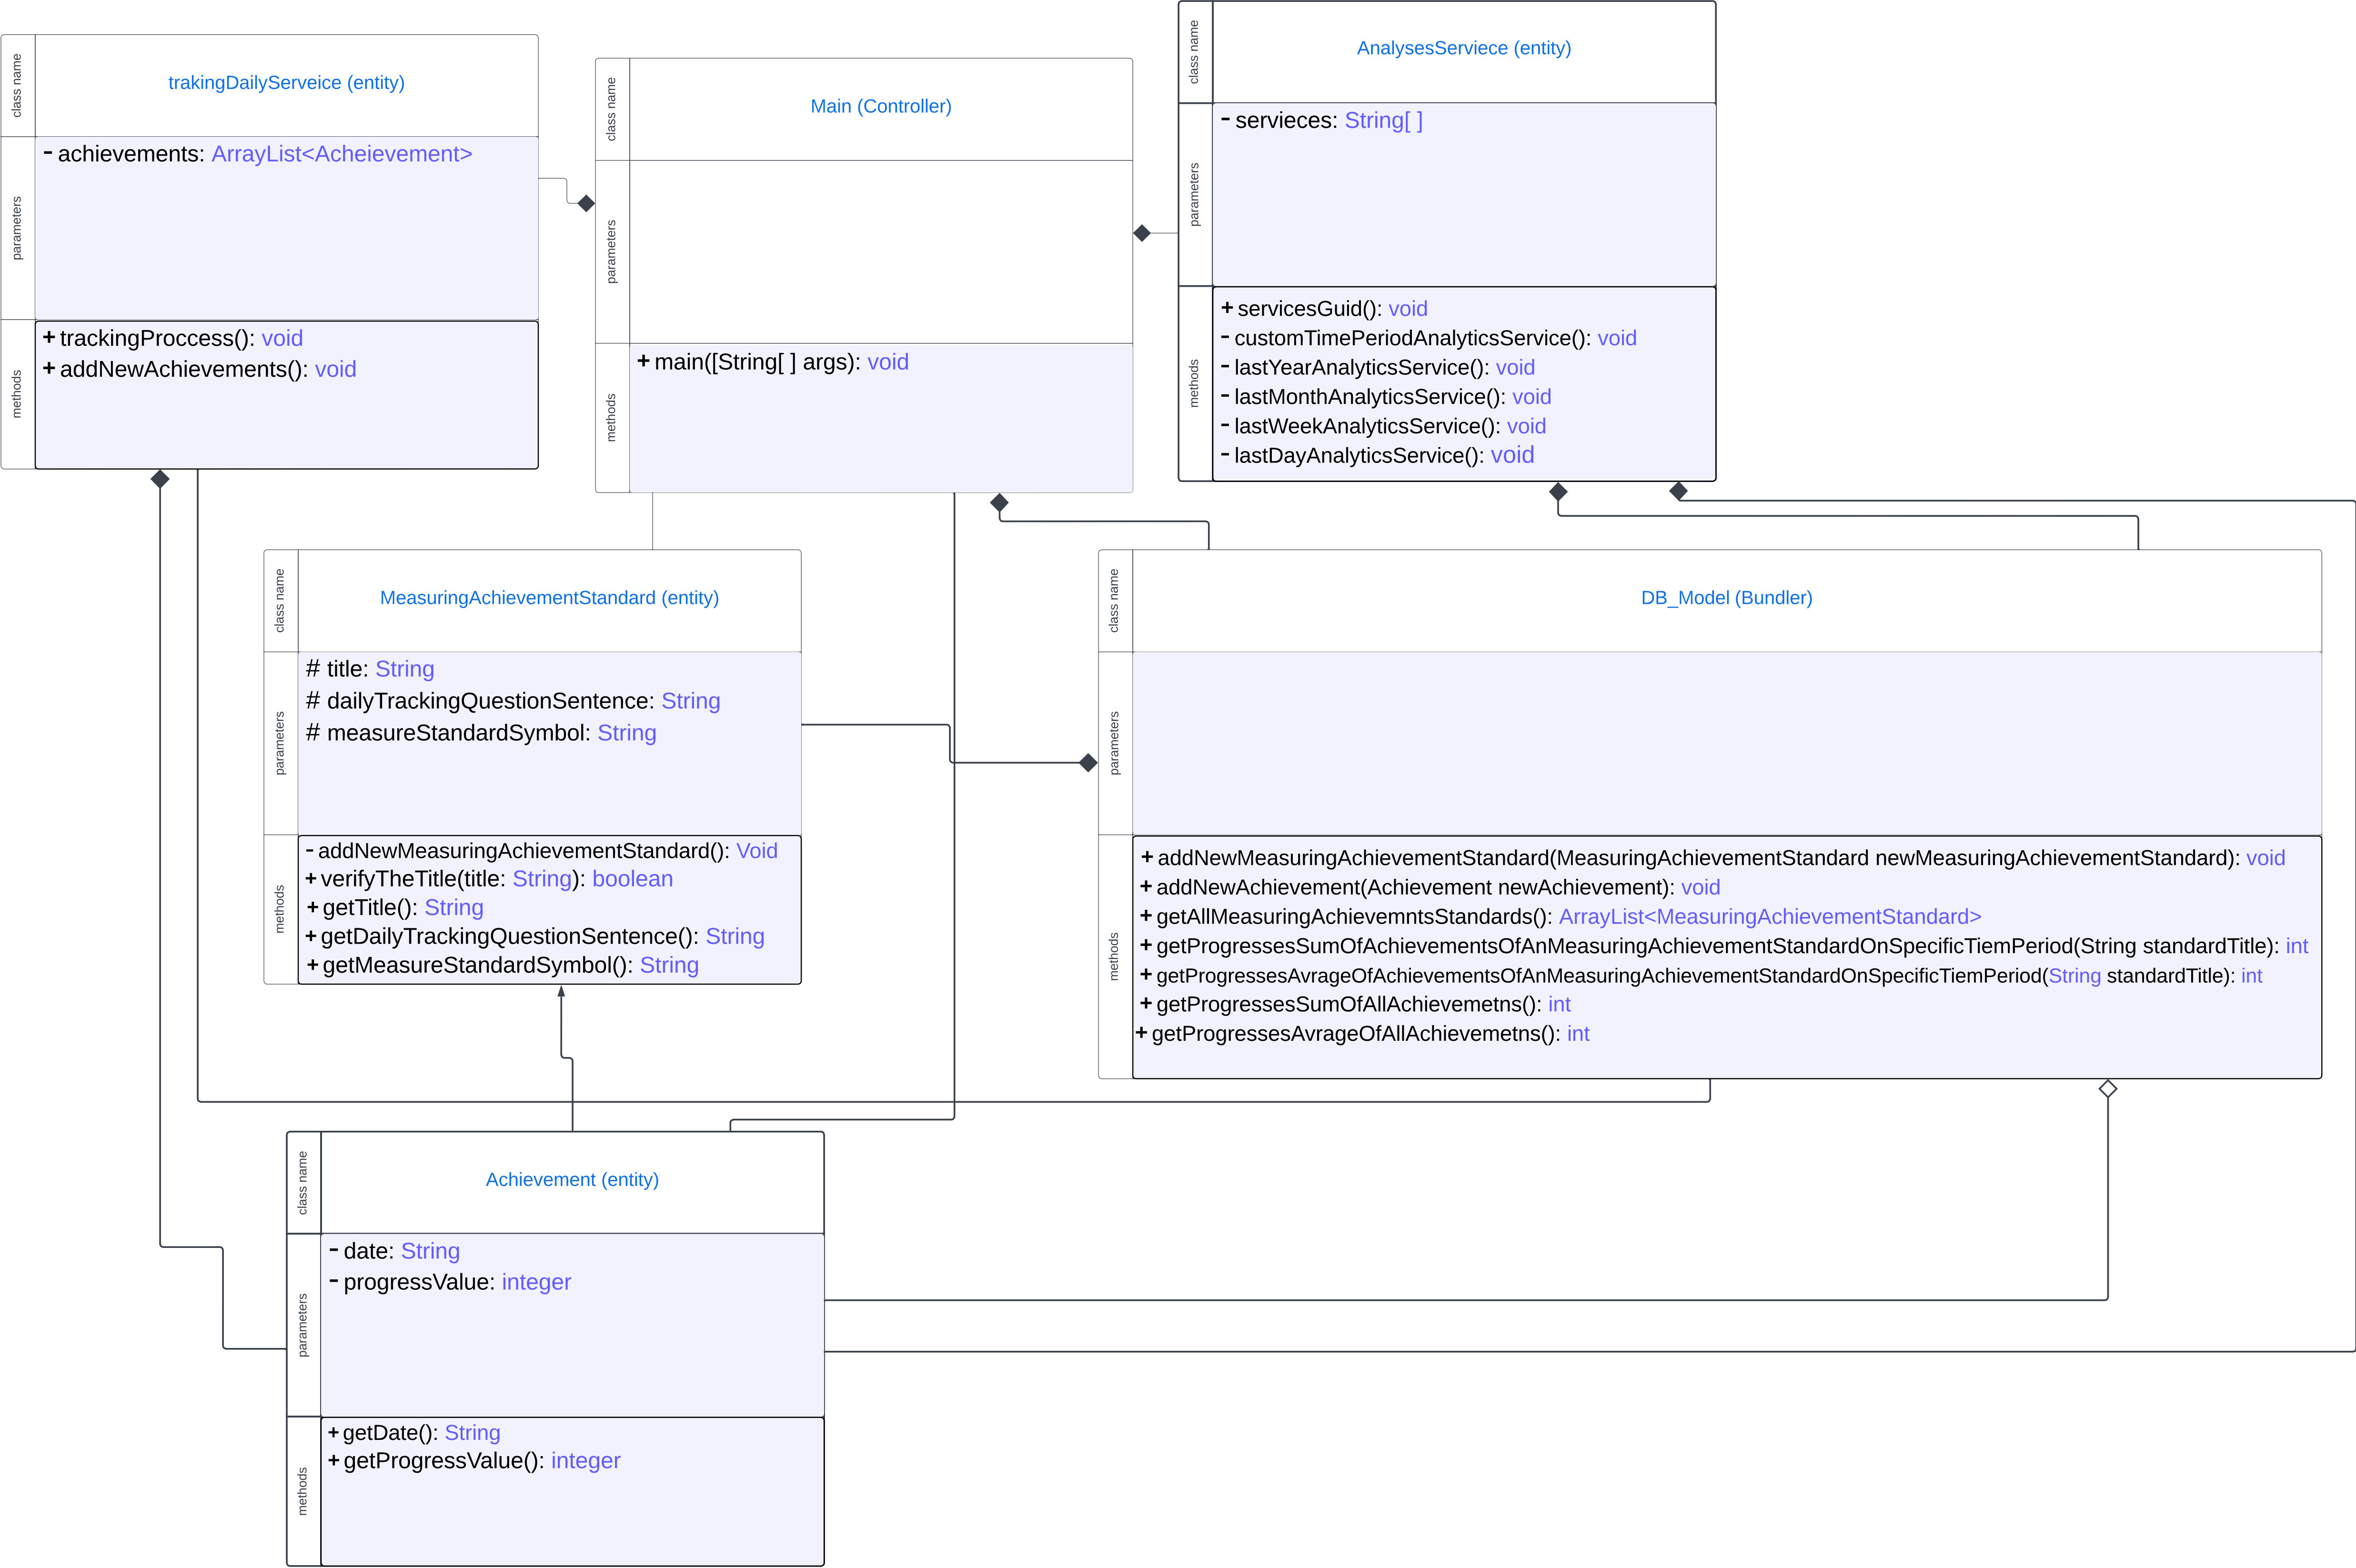 class name
trakingDailyServeice (entity)
parameters
- achievements: ArrayList<Acheievement>
methods
+ trackingProccess(): void
+ addNewAchievements(): void
class name
Main (Controller)
parameters
methods
+ main([String[ ] args): void
class name
AnalysesServiece (entity)
parameters
- servieces: String[ ]
methods
+ servicesGuid(): void
- customTimePeriodAnalyticsService(): void
- lastYearAnalyticsService(): void
- lastMonthAnalyticsService(): void
- lastWeekAnalyticsService(): void
- lastDayAnalyticsService(): void
class name
MeasuringAchievementStandard (entity)
parameters
# title: String
# dailyTrackingQuestionSentence: String
# measureStandardSymbol: String
methods
- addNewMeasuringAchievementStandard(): Void
+ verifyTheTitle(title: String): boolean
+ getTitle(): String
+ getDailyTrackingQuestionSentence(): String
+ getMeasureStandardSymbol(): String
class name
DB_Model (Bundler)
parameters
methods
+ addNewMeasuringAchievementStandard(MeasuringAchievementStandard newMeasuringAchievementStandard): void
+ addNewAchievement(Achievement newAchievement): void
+ getAllMeasuringAchievemntsStandards(): ArrayList<MeasuringAchievementStandard>
+ getProgressesSumOfAchievementsOfAnMeasuringAchievementStandardOnSpecificTiemPeriod(String standardTitle): int
+ getProgressesAvrageOfAchievementsOfAnMeasuringAchievementStandardOnSpecificTiemPeriod(String standardTitle): int
+ getProgressesSumOfAllAchievemetns(): int
+ getProgressesAvrageOfAllAchievemetns(): int
class name
Achievement (entity)
parameters
- date: String
- progressValue: integer
methods
+ getDate(): String
+ getProgressValue(): integer